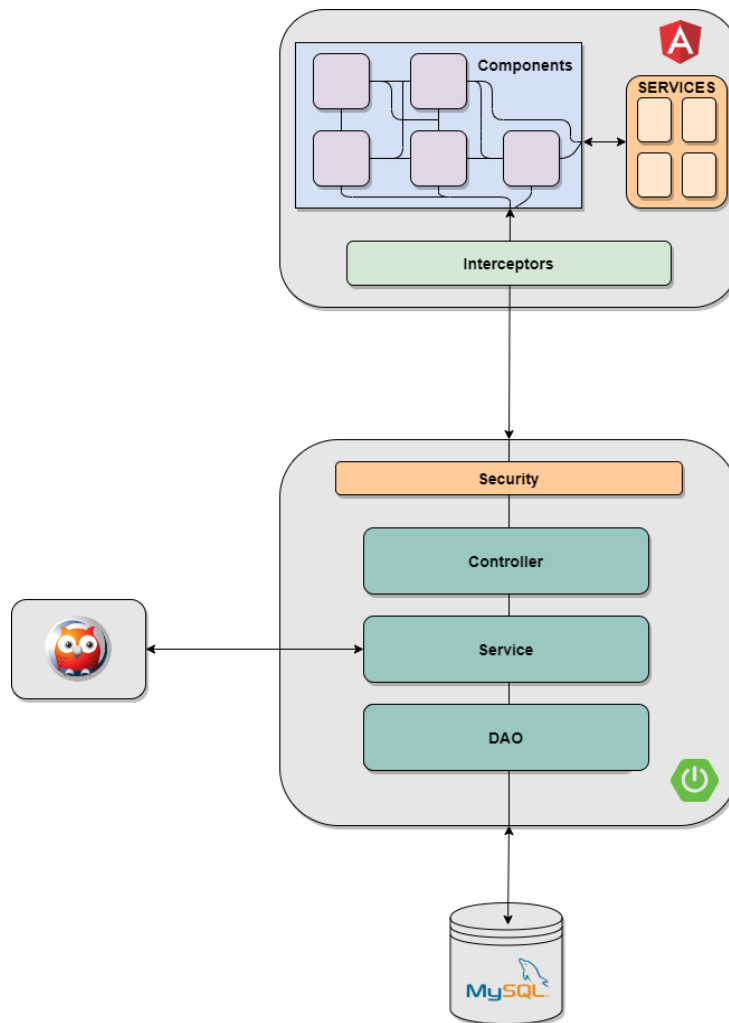 Components
SERVICES
Interceptors
Security
Controller
Service
DAO
MySQL